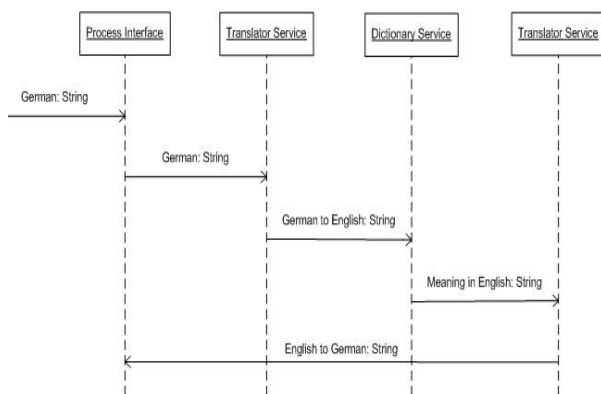 Process Interface
Translator Service
Dictionary Service
Translator Service
German: String
German: String
German to English: String
Meaning in English: String
English to German: String